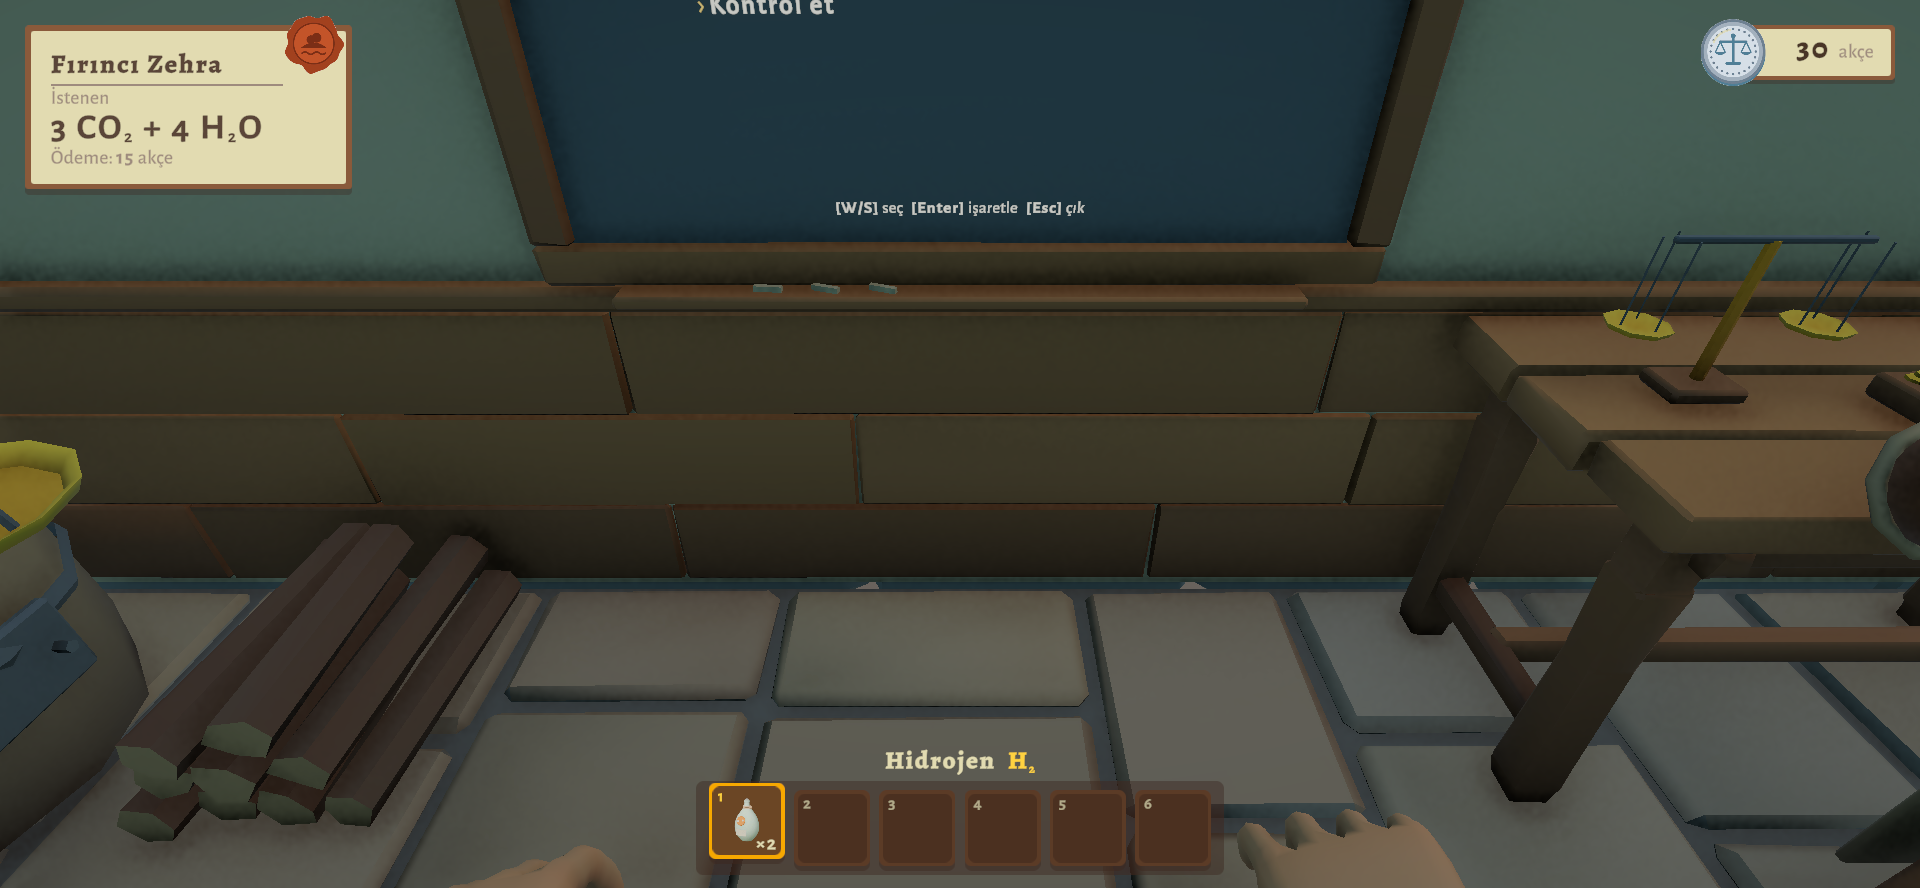 › Kontrol et
Fırıncı Zehra
İstenen
3 CO₂ + 4 H₂O
Ödeme: 15 akçe
30 akçe
[W/S] seç [Enter] işaretle [Esc] çık
Hidrojen H₂
1
×2
2
3
4
5
6